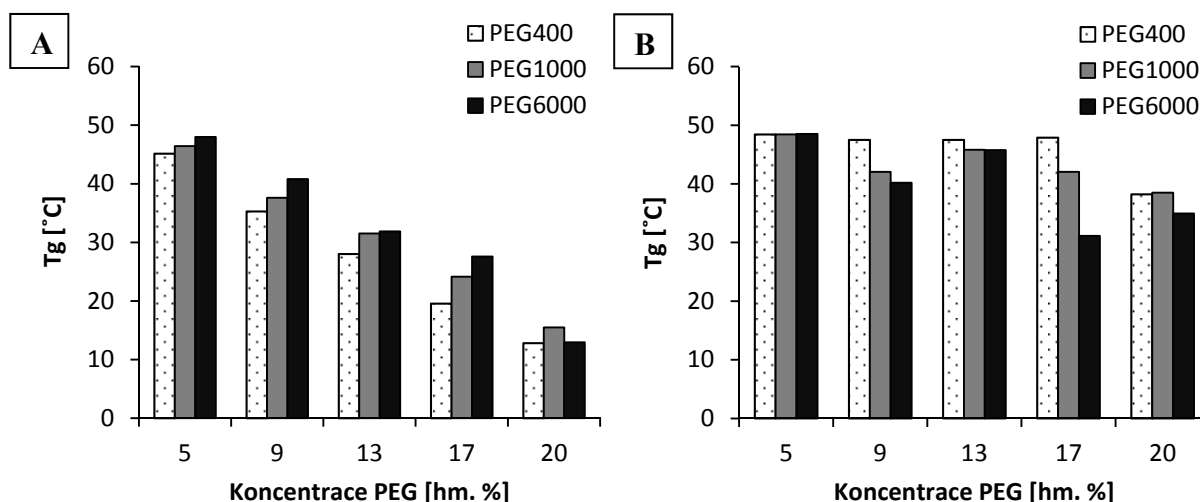 A
PEG400
PEG1000
PEG6000
60
50
40
30
20
10
0
Tg [˚C]
5 9 13 17 20
Koncentrace PEG [hm. %]
B
PEG400
PEG1000
PEG6000
60
50
40
30
20
10
0
Tg [˚C]
5 9 13 17 20
Koncentrace PEG [hm. %]